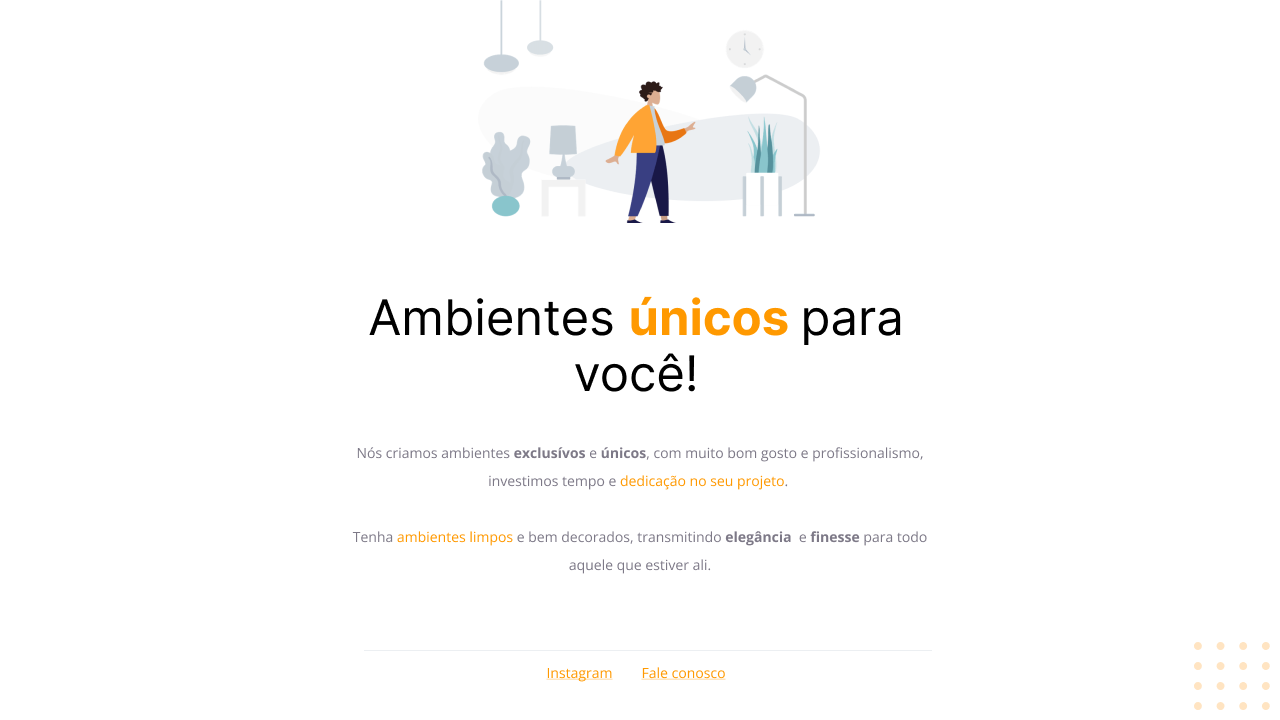 Ambientes únicos para
você!
Nós criamos ambientes exclusívos e únicos, com muito bom gosto e profissionalismo,
investimos tempo e dedicação no seu projeto.
Tenha ambientes limpos e bem decorados, transmitindo elegância  e finesse para todo
aquele que estiver ali.
Instagram Fale conosco